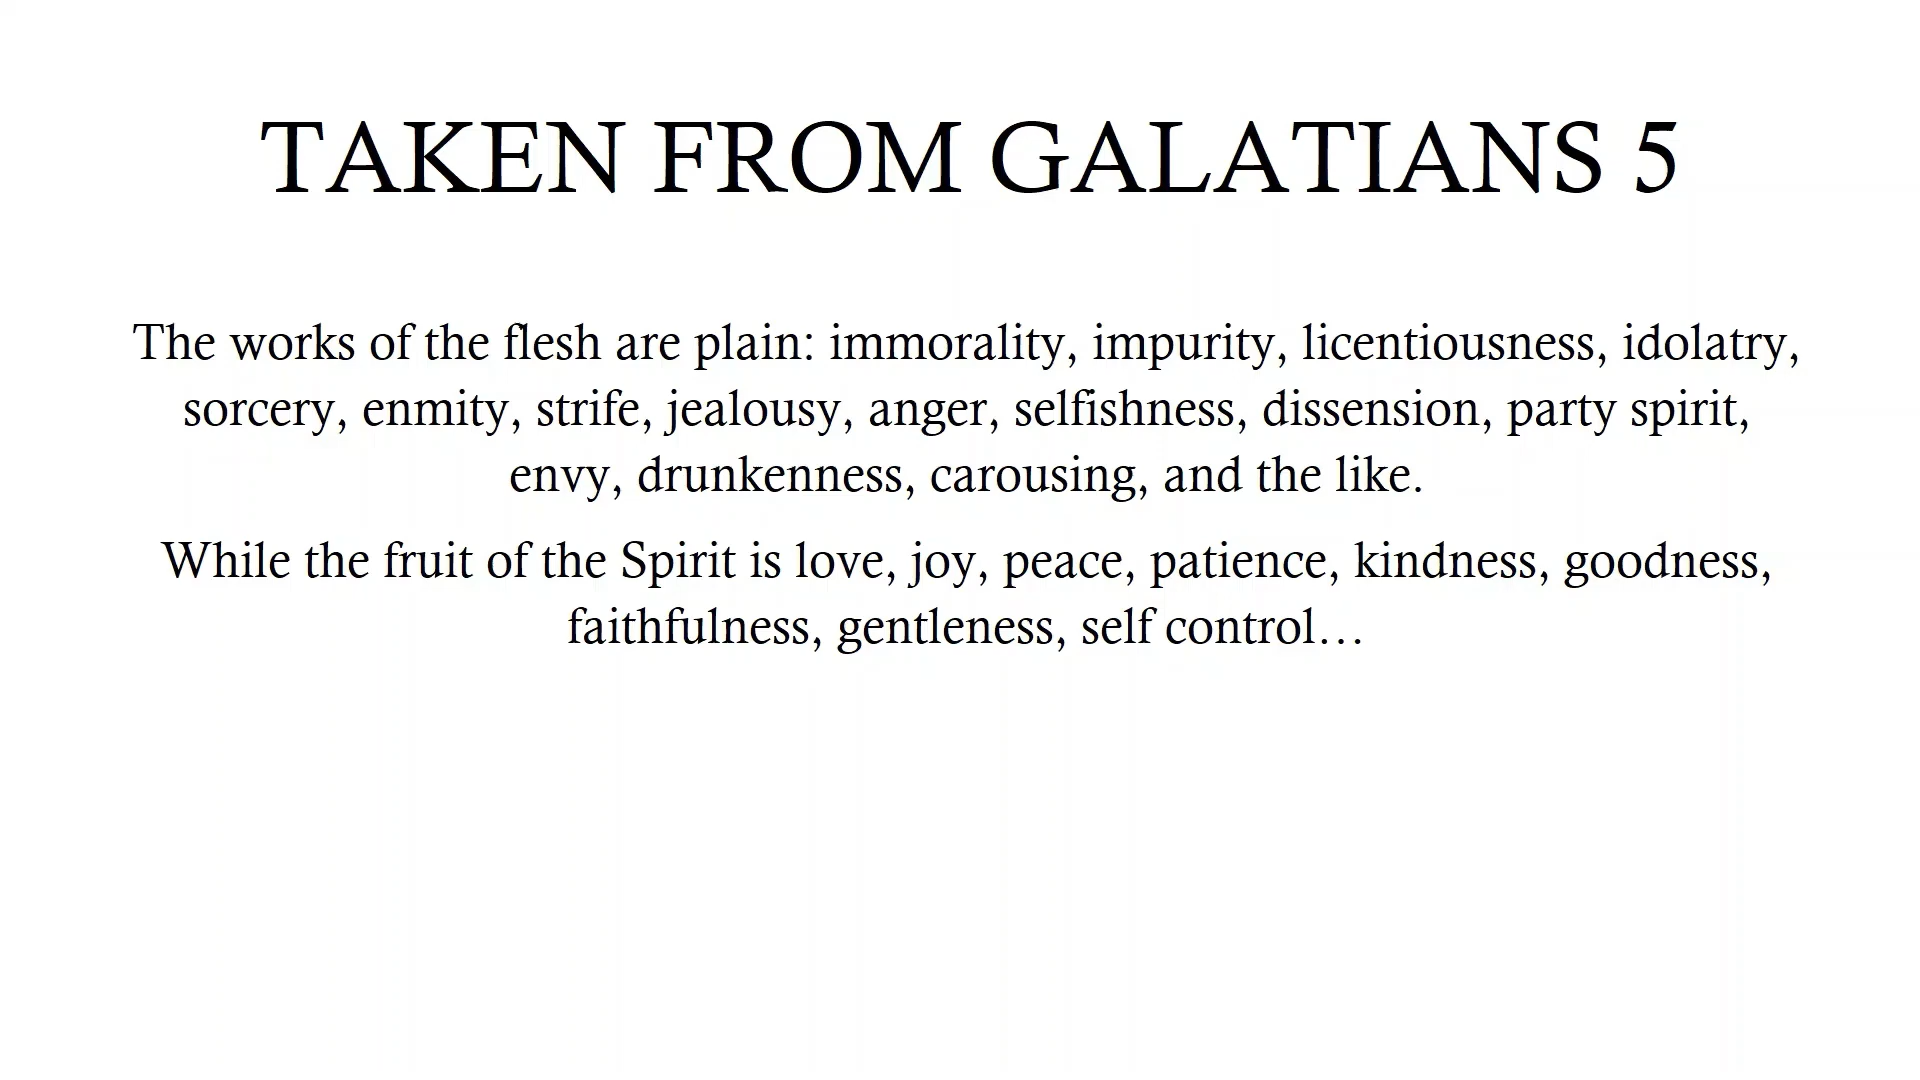 TAKEN FROM GALATIANS 5
The works of the flesh are plain: immorality, impurity, licentiousness, idolatry,
sorcery, enmity, strife, jealousy, anger, selfishness, dissension, party spirit,
envy, drunkenness, carousing, and the like.
While the fruit of the Spirit is love, joy, peace, patience, kindness, goodness,
faithfulness, gentleness, self control…